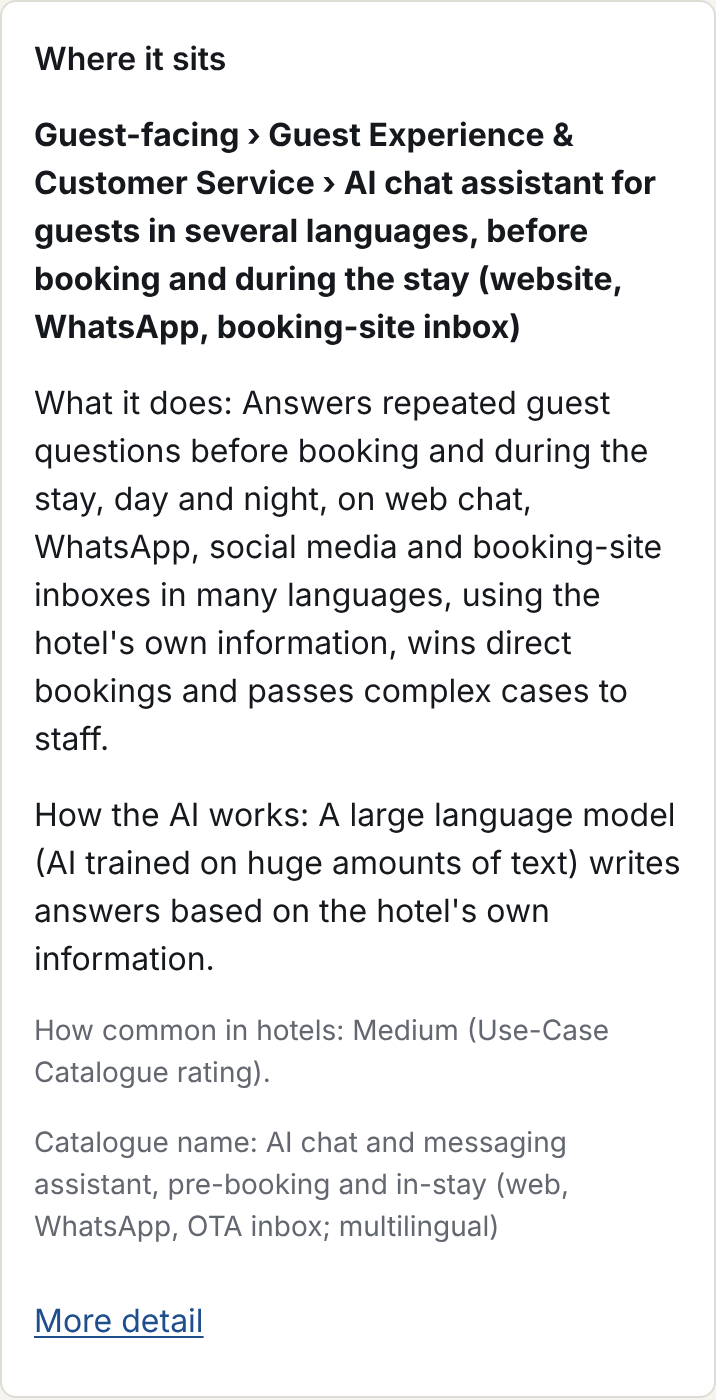 Where it sits
Guest-facing › Guest Experience &
Customer Service › AI chat assistant for
guests in several languages, before
booking and during the stay (website,
WhatsApp, booking-site inbox)
What it does: Answers repeated guest
questions before booking and during the
stay, day and night, on web chat,
WhatsApp, social media and booking-site
inboxes in many languages, using the
hotel's own information, wins direct
bookings and passes complex cases to
staff.
How the AI works: A large language model
(AI trained on huge amounts of text) writes
answers based on the hotel's own
information.
How common in hotels: Medium (Use-Case
Catalogue rating).
Catalogue name: AI chat and messaging
assistant, pre-booking and in-stay (web,
WhatsApp, OTA inbox; multilingual)
More detail